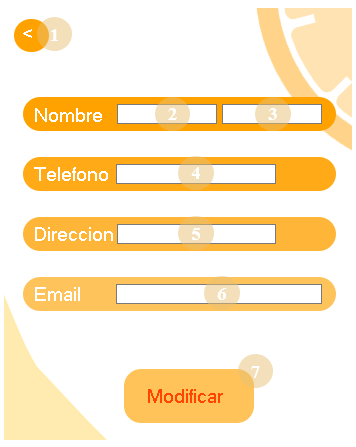 < 1
Nombre 2 3
Telefono 4
Direccion 5
Email 6
7
Modificar